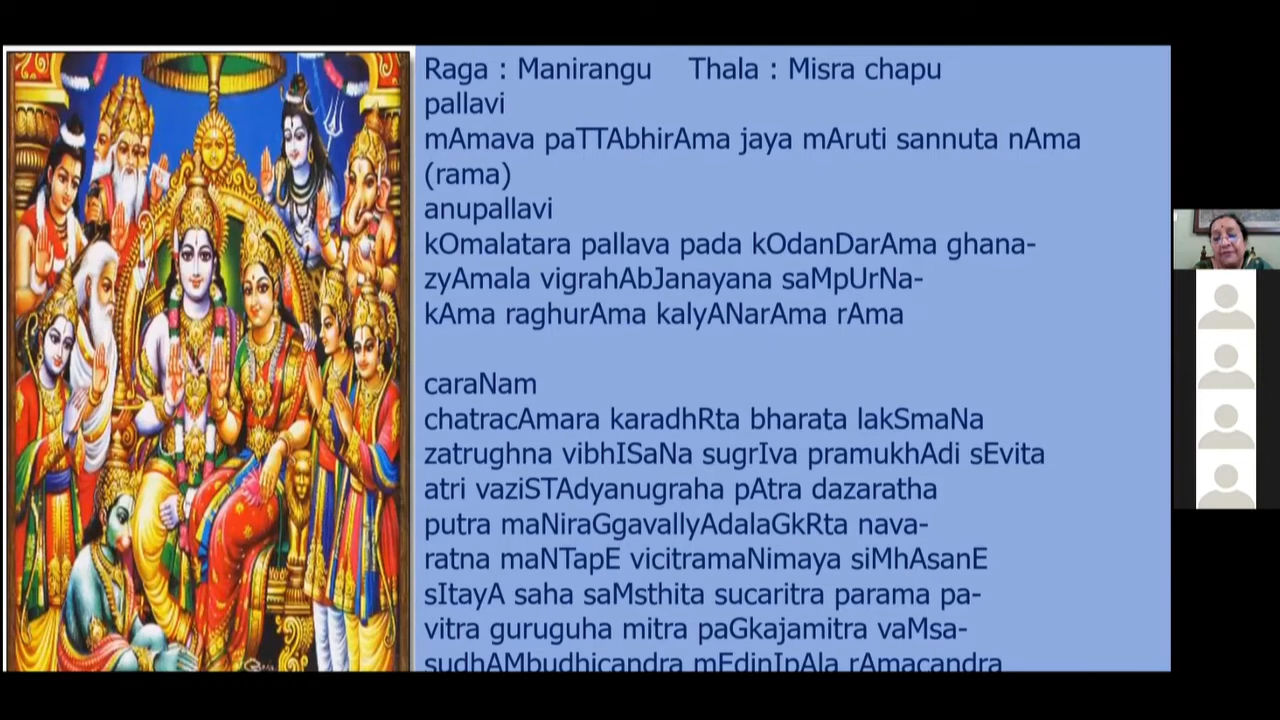 Raga : Manirangu Thala : Misra chapu
pallavi
mAmava paTTAbhirAma jaya mAruti sannuta nAma
(rama)
anupallavi
kOmalatara pallava pada kOdanDarAma ghana-
zyAmala vigrahAbJanayana saMpUrNa-
kAma raghurAma kalyANarAma rAma
caraNam
chatracAmara karadhRta bharata lakSmaNa
zatrughna vibhISaNa sugrIva pramukhAdi sEvita
atri vaziSTAdyanugraha pAtra dazaratha
putra maNiraGgavallyAdalaGkRta nava-
ratna maNTapE vicitramaNimaya siMhAsanE
sItayA saha saMsthita sucaritra parama pa-
vitra guruguha mitra paGkajamitra vaMsa-
sudhAMbudhicandra mEdinIpAla rAmacandra